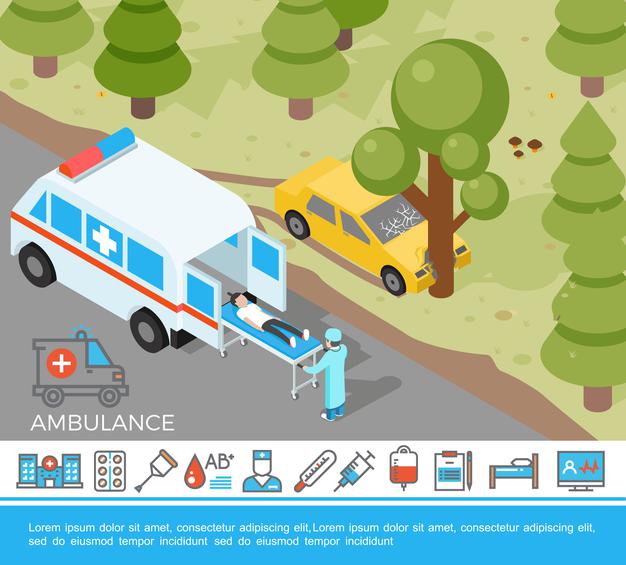 AMBULANCE
AB+
Lorem ipsum dolor sit amet, consectetur adipiscing elit,Lorem ipsum dolor sit amet, consectetur adipiscing elit,
sed do eiusmod tempor incididunt sed do eiusmod tempor incididunt